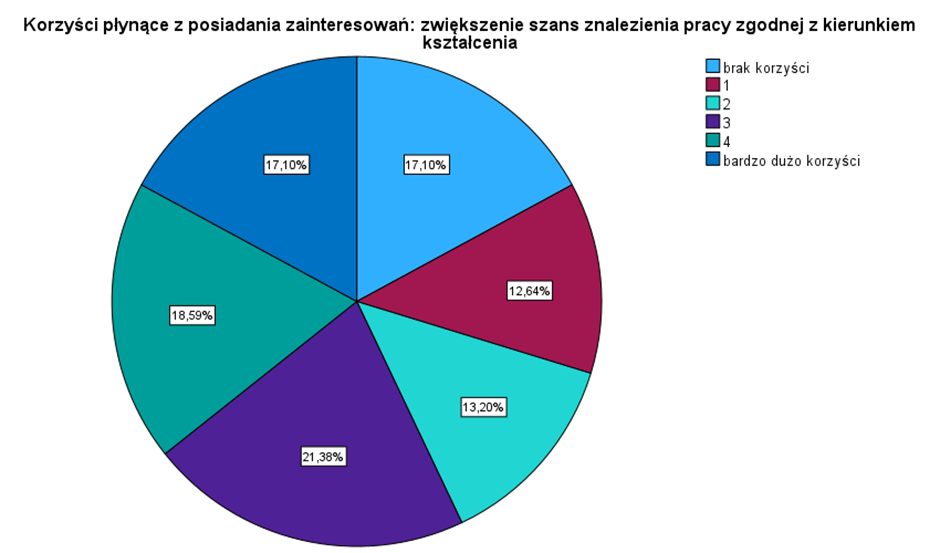 Korzyści płynące z posiadania zainteresowań: zwiększenie szans znalezienia pracy zgodnej z kierunkiem
kształcenia
brak korzyści
1
2
3
4
bardzo dużo korzyści
17,10%
17,10%
12,64%
18,59%
13,20%
21,38%